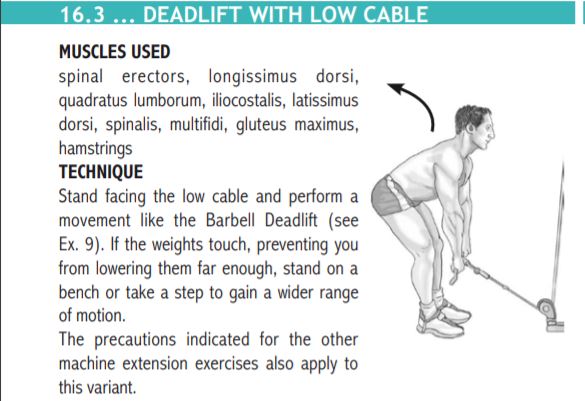 16.3 ... DEADLIFT WITH LOW CABLE
MUSCLES USED
spinal erectors, longissimus dorsi,
quadratus lumborum, iliocostalis, latissimus
dorsi, spinalis, multifidi, gluteus maximus,
hamstrings
TECHNIQUE
Stand facing the low cable and perform a
movement like the Barbell Deadlift (see
Ex. 9). If the weights touch, preventing you
from lowering them far enough, stand on a
bench or take a step to gain a wider range
of motion.
The precautions indicated for the other
machine extension exercises also apply to
this variant.